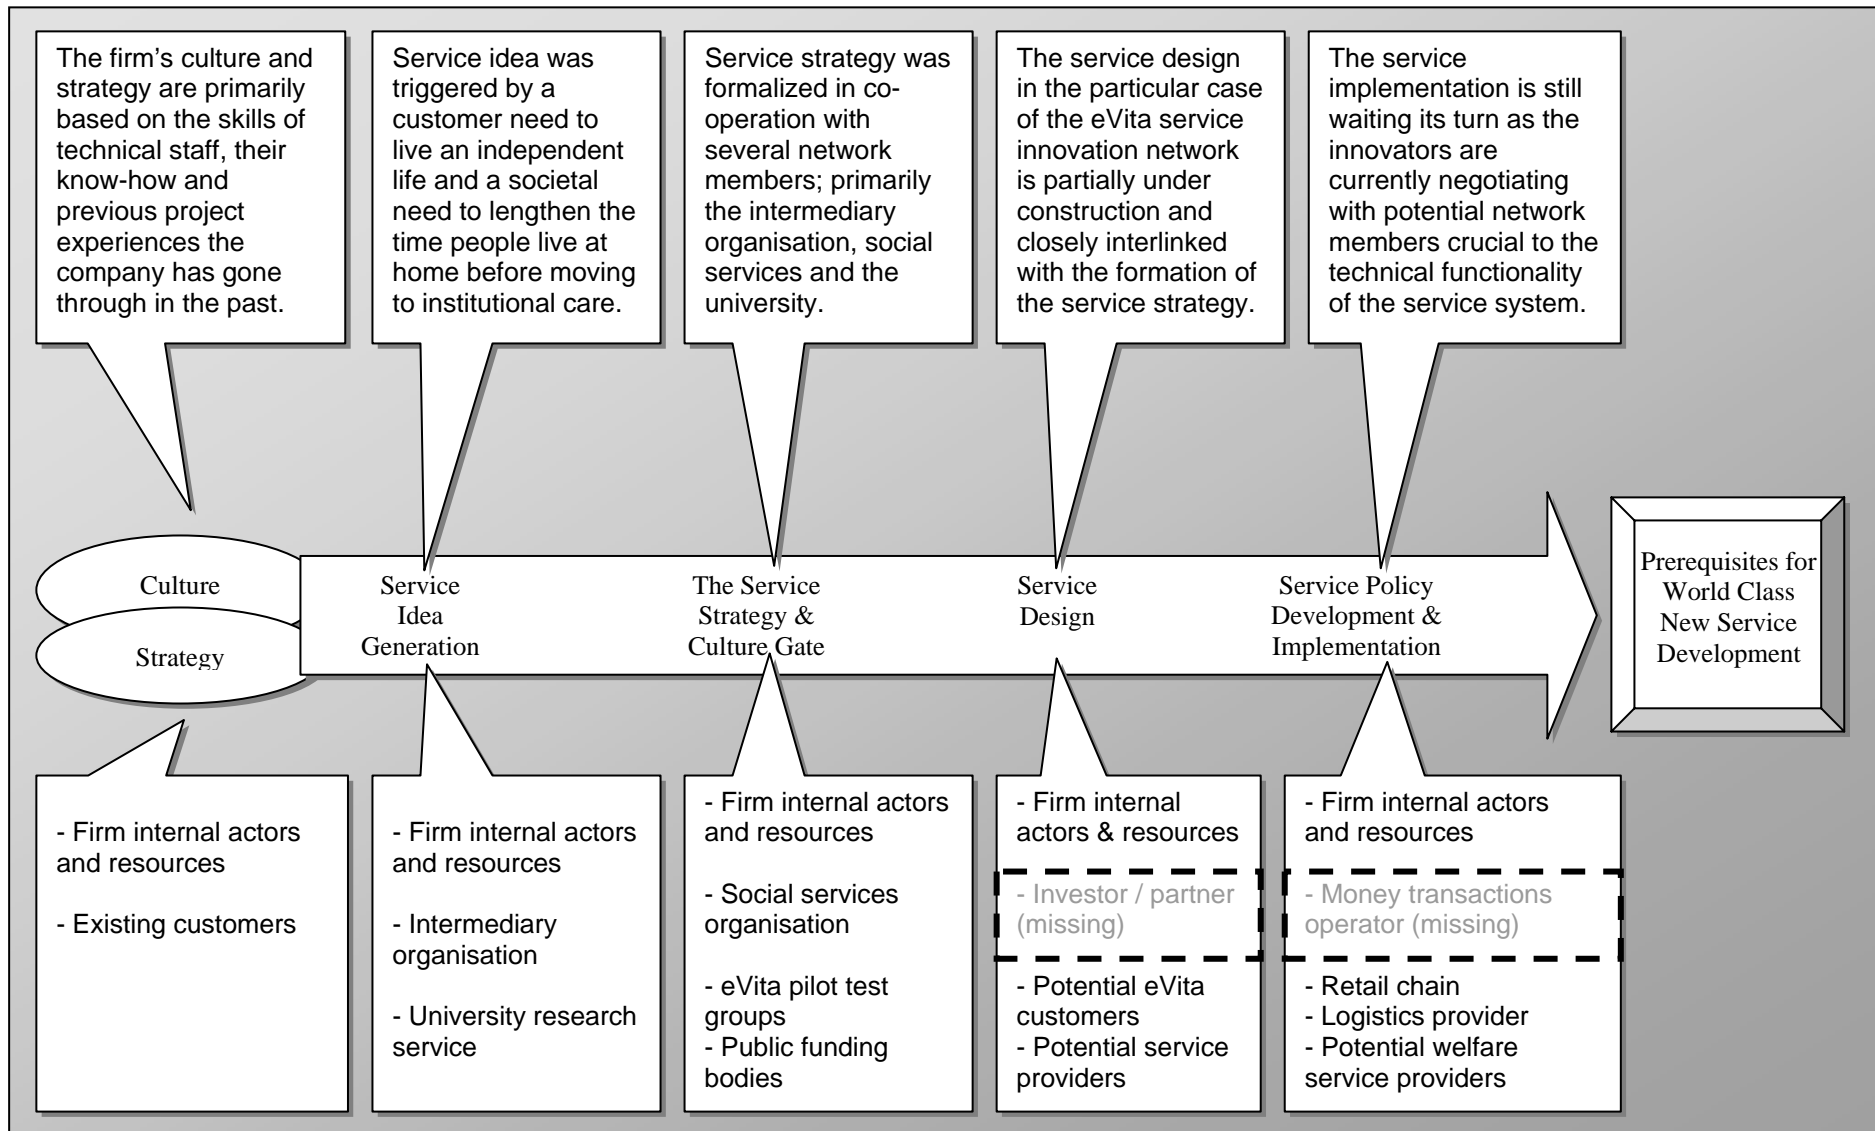 The firm’s culture and
strategy are primarily
based on the skills of
technical staff, their
know-how and
previous project
experiences the
company has gone
through in the past.
Service idea was
triggered by a
customer need to
live an independent
life and a societal
need to lengthen the
time people live at
home before moving
to institutional care.
Service strategy was
formalized in co-
operation with
several network
members; primarily
the intermediary
organisation, social
services and the
university.
The service design
in the particular case
of the eVita service
innovation network
is partially under
construction and
closely interlinked
with the formation of
the service strategy.
The service
implementation is still
waiting its turn as the
innovators are
currently negotiating
with potential network
members crucial to the
technical functionality
of the service system.
Culture
Strategy
Service
Idea
Generation
The Service
Strategy &
Culture Gate
Service
Design
Service Policy
Development &
Implementation
Prerequisites for
World Class
New Service
Development
- Firm internal actors
and resources
- Existing customers
- Firm internal actors
and resources
- Intermediary
organisation
- University research
service
- Firm internal actors
and resources
- Social services
organisation
- eVita pilot test
groups
- Public funding
bodies
- Firm internal
actors & resources
- Investor / partner
(missing)
- Potential eVita
customers
- Potential service
providers
- Firm internal actors
and resources
- Money transactions
operator (missing)
- Retail chain
- Logistics provider
- Potential welfare
service providers